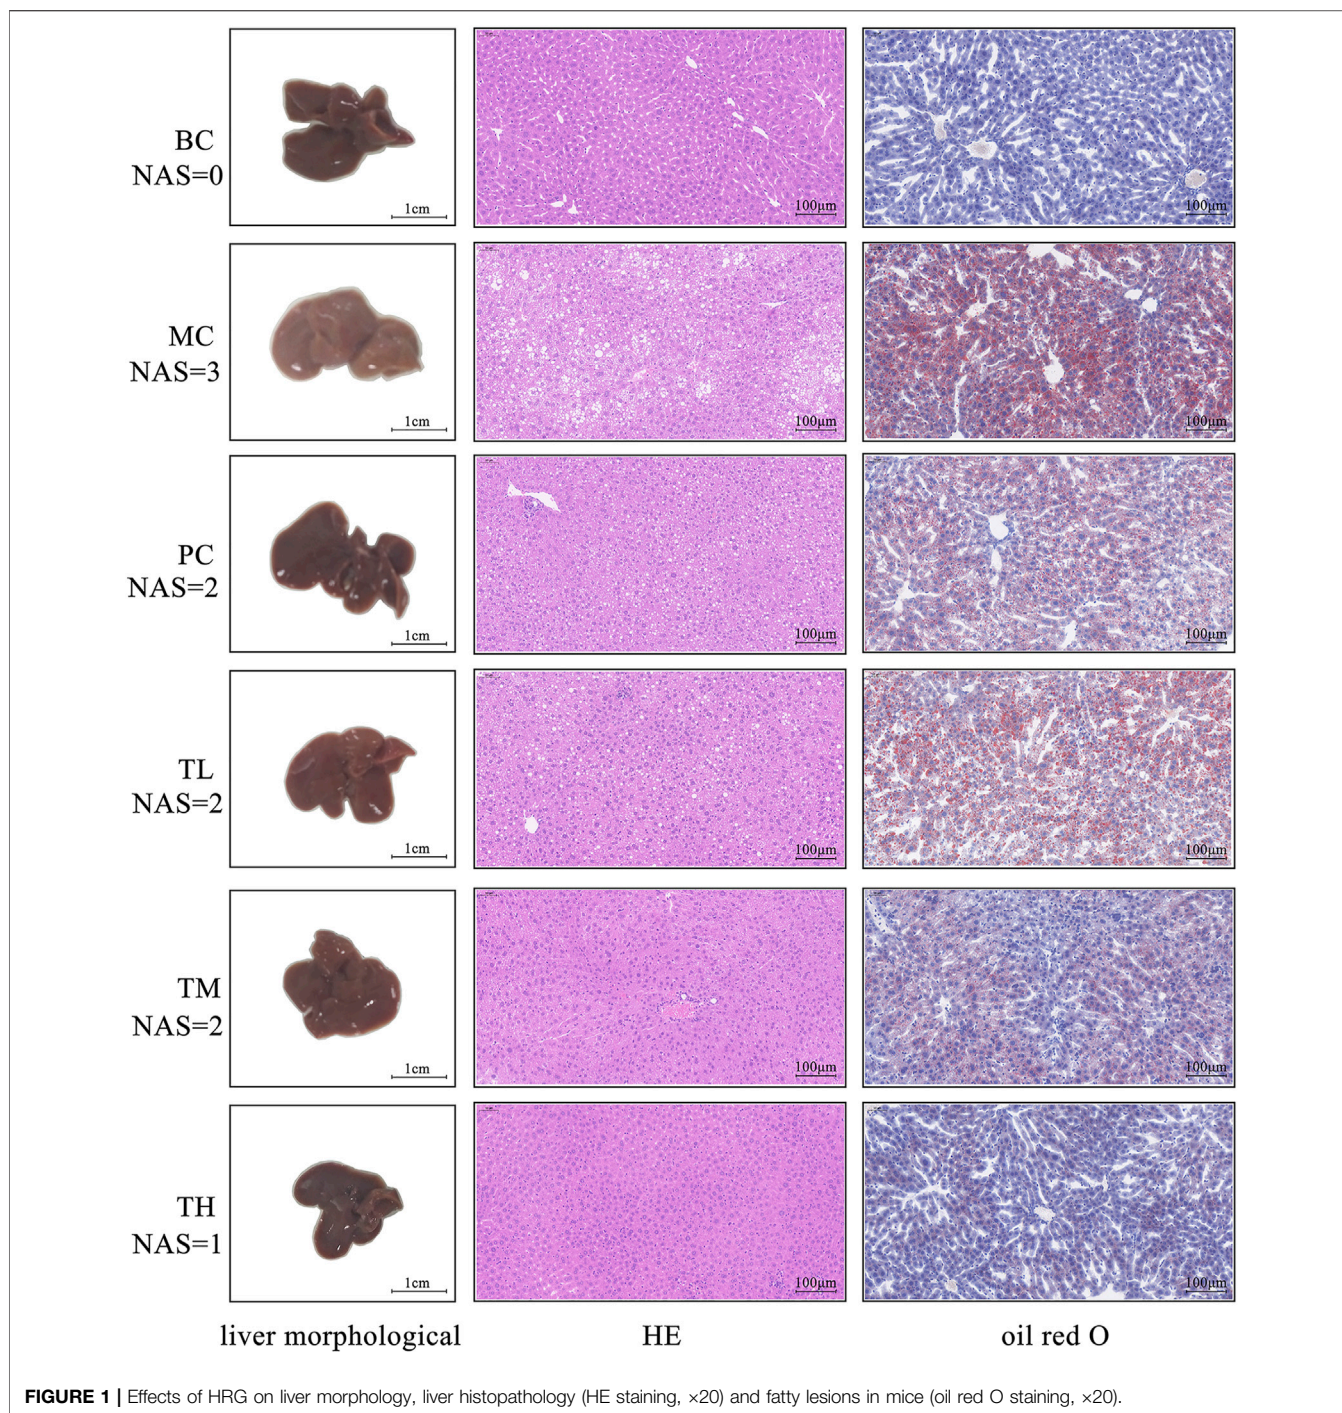 BC
NAS=0
1cm
100μm
100μm
MC
NAS=3
1cm
100μm
100μm
PC
NAS=2
1cm
100μm
100μm
TL
NAS=2
1cm
100μm
100μm
TM
NAS=2
1cm
100μm
100μm
TH
NAS=1
1cm
100μm
100μm
liver morphological
HE
oil red O
FIGURE 1 | Effects of HRG on liver morphology, liver histopathology (HE staining, ×20) and fatty lesions in mice (oil red O staining, ×20).